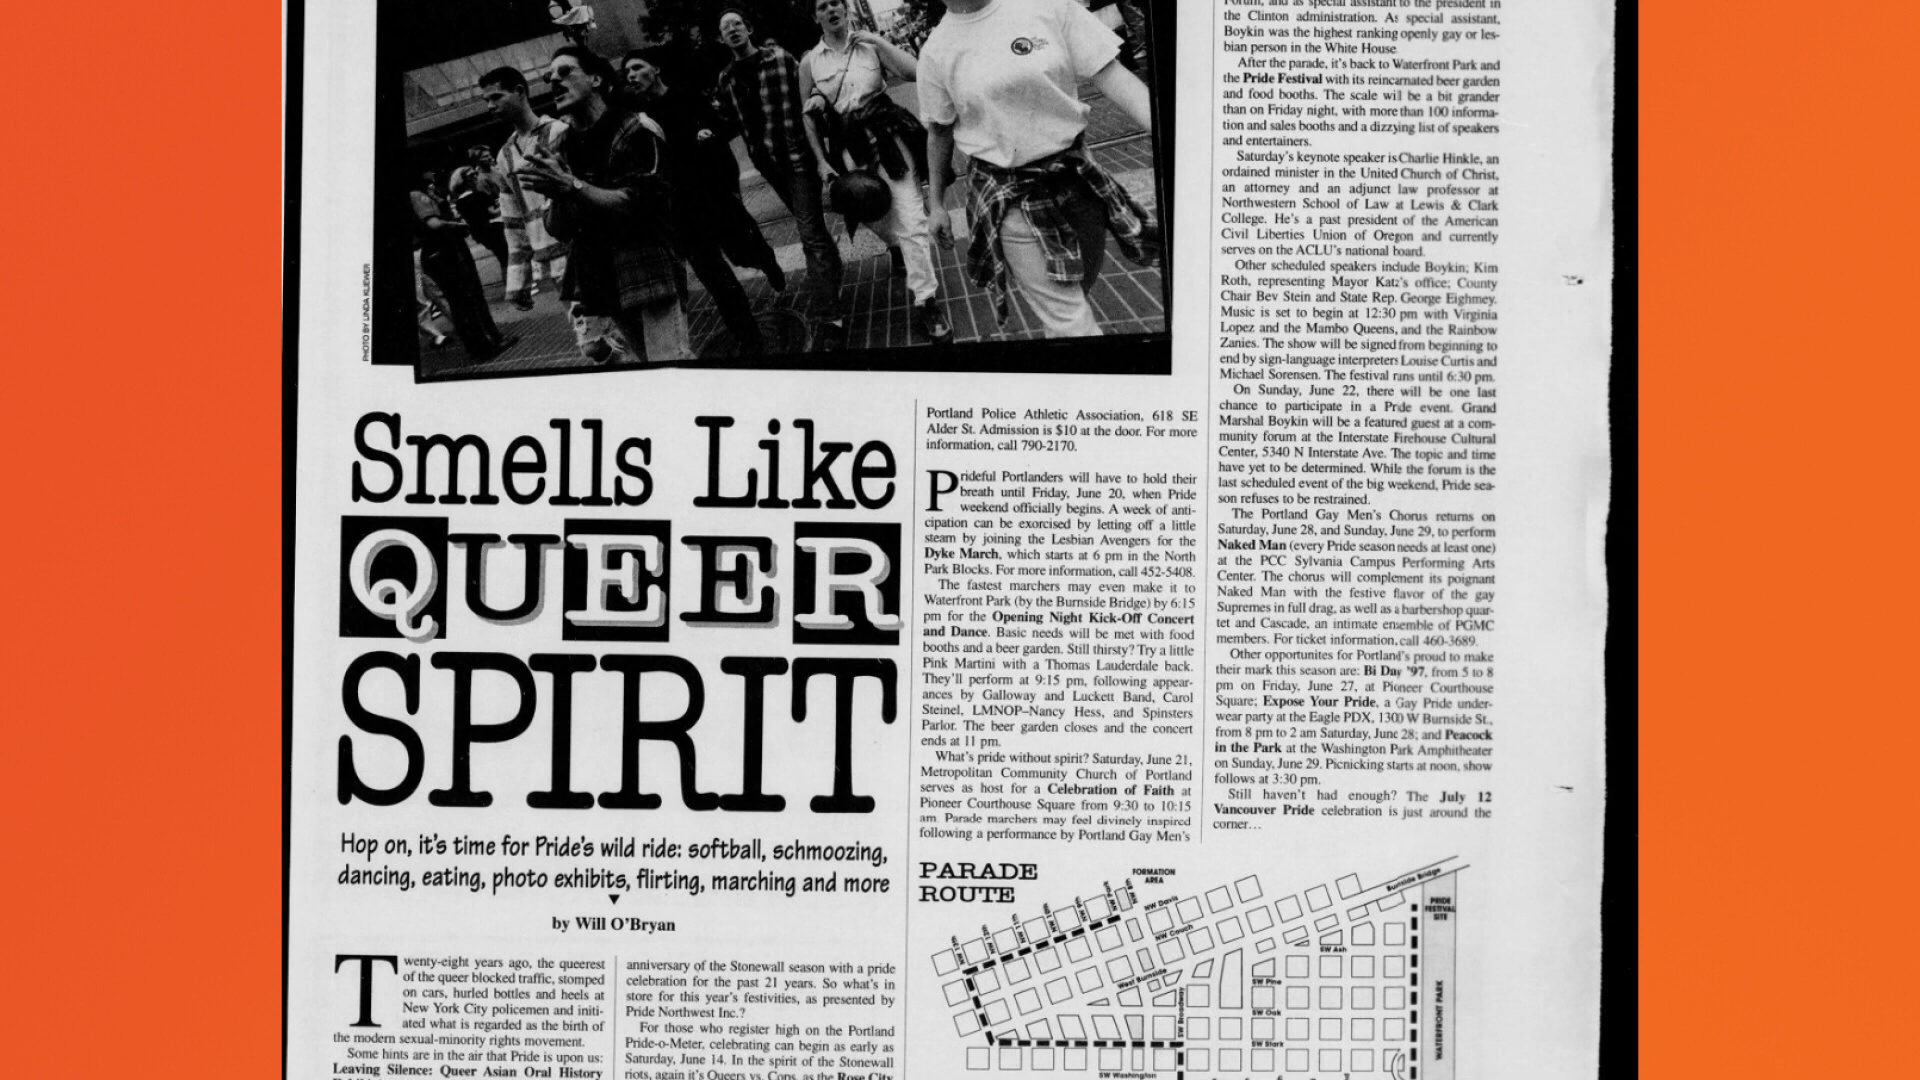 PHOTO BY LINDA KLIEWER
Smells Like
QUEER
SPIRIT
Hop on, it's time for Pride's wild ride: softball, schmoozing,
dancing, eating, photo exhibits, flirting, marching and more
by Will O'Bryan
Twenty-eight years ago, the queerest
of the queer blocked traffic, stomped
on cars, hurled bottles and heels at
New York City policemen and initi-
ated what is regarded as the birth of
the modern sexual-minority rights movement.
Some hints are in the air that Pride is upon us:
Leaving Silence: Queer Asian Oral History
anniversary of the Stonewall season with a pride
celebration for the past 21 years. So what's in
store for this year's festivities, as presented by
Pride Northwest Inc.?
For those who register high on the Portland
Pride-o-Meter, celebrating can begin as early as
Saturday, June 14. In the spirit of the Stonewall
riots, again it's Queers vs. Cops, as the Rose City
Portland Police Athletic Association, 618 SE
Alder St. Admission is $10 at the door. For more
information, call 790-2170.
Prideful Portlanders will have to hold their
breath until Friday, June 20, when Pride
weekend officially begins. A week of anti-
cipation can be exorcised by letting off a little
steam by joining the Lesbian Avengers for the
Dyke March, which starts at 6 pm in the North
Park Blocks. For more information, call 452-5408.
The fastest marchers may even make it to
Waterfront Park (by the Burnside Bridge) by 6:15
pm for the Opening Night Kick-Off Concert
and Dance. Basic needs will be met with food
booths and a beer garden. Still thirsty? Try a little
Pink Martini with a Thomas Lauderdale back.
They'll perform at 9:15 pm, following appear-
ances by Galloway and Luckett Band, Carol
Steinel, LMNOP–Nancy Hess, and Spinsters
Parlor. The beer garden closes and the concert
ends at 11 pm.
What's pride without spirit? Saturday, June 21,
Metropolitan Community Church of Portland
serves as host for a Celebration of Faith at
Pioneer Courthouse Square from 9:30 to 10:15
am. Parade marchers may feel divinely inspired
following a performance by Portland Gay Men's
Forum, and as special assistant to the president in
the Clinton administration. As special assistant,
Boykin was the highest ranking openly gay or les-
bian person in the White House.
After the parade, it's back to Waterfront Park and
the Pride Festival with its reincarnated beer garden
and food booths. The scale will be a bit grander
than on Friday night, with more than 100 informa-
tion and sales booths and a dizzying list of speakers
and entertainers.
Saturday's keynote speaker is Charlie Hinkle, an
ordained minister in the United Church of Christ,
an attorney and an adjunct law professor at
Northwestern School of Law at Lewis & Clark
College. He's a past president of the American
Civil Liberties Union of Oregon and currently
serves on the ACLU's national board.
Other scheduled speakers include Boykin; Kim
Roth, representing Mayor Katz's office; County
Chair Bev Stein and State Rep. George Eighmey.
Music is set to begin at 12:30 pm with Virginia
Lopez and the Mambo Queens, and the Rainbow
Zanies. The show will be signed from beginning to
end by sign-language interpreters Louise Curtis and
Michael Sorensen. The festival runs until 6:30 pm.
On Sunday, June 22, there will be one last
chance to participate in a Pride event. Grand
Marshal Boykin will be a featured guest at a com-
munity forum at the Interstate Firehouse Cultural
Center, 5340 N Interstate Ave. The topic and time
have yet to be determined. While the forum is the
last scheduled event of the big weekend, Pride sea-
son refuses to be restrained.
The Portland Gay Men's Chorus returns on
Saturday, June 28, and Sunday, June 29, to perform
Naked Man (every Pride season needs at least one)
at the PCC Sylvania Campus Performing Arts
Center. The chorus will complement its poignant
Naked Man with the festive flavor of the gay
Supremes in full drag, as well as a barbershop quar-
tet and Cascade, an intimate ensemble of PGMC
members. For ticket information, call 460-3689.
Other opportunites for Portland's proud to make
their mark this season are: Bi Day '97, from 5 to 8
pm on Friday, June 27, at Pioneer Courthouse
Square; Expose Your Pride, a Gay Pride under-
wear party at the Eagle PDX, 1300 W Burnside St.,
from 8 pm to 2 am Saturday, June 28; and Peacock
in the Park at the Washington Park Amphitheater
on Sunday, June 29. Picnicking starts at noon, show
follows at 3:30 pm.
Still haven't had enough? The July 12
Vancouver Pride celebration is just around the
corner…
PARADE
ROUTE
FORMATION
AREA
NW 13th
NW 12th
NW 11th
NW 10th
NW 9th
NW Park
NW 8th
NW Davis
NW Couch
West Burnside
Burnside Bridge
PRIDE
FESTIVAL
SITE
SW Ash
SW Pine
SW Oak
SW Stark
SW Washington
SW Broadway
WATERFRONT PARK